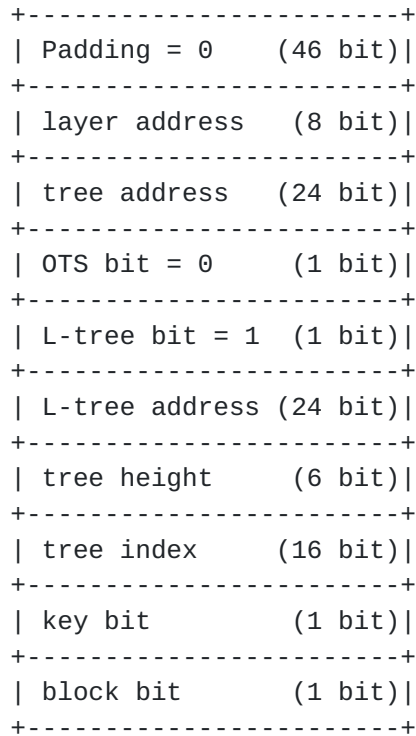 +------------------------+
| Padding = 0    (46 bit)|
+------------------------+
| layer address   (8 bit)|
+------------------------+
| tree address   (24 bit)|
+------------------------+
| OTS bit = 0     (1 bit)|
+------------------------+
| L-tree bit = 1  (1 bit)|
+------------------------+
| L-tree address (24 bit)|
+------------------------+
| tree height     (6 bit)|
+------------------------+
| tree index     (16 bit)|
+------------------------+
| key bit         (1 bit)|
+------------------------+
| block bit       (1 bit)|
+------------------------+